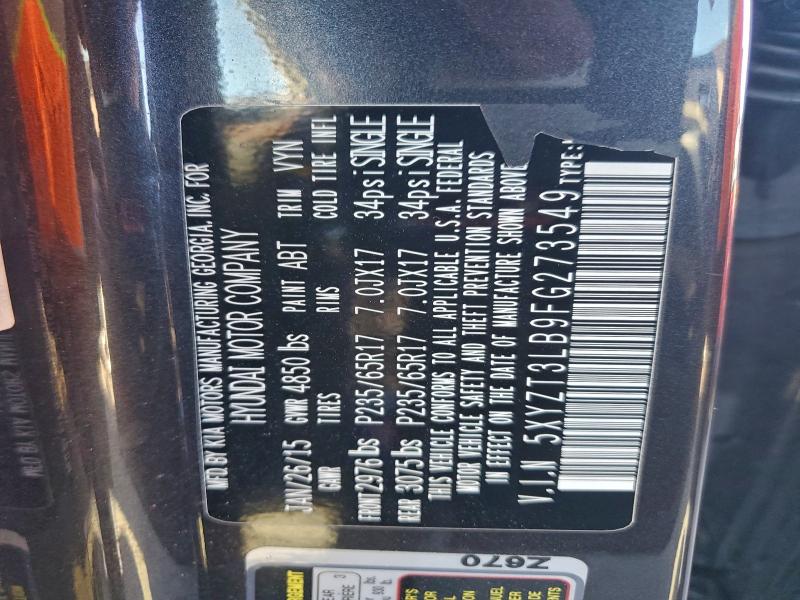 MFD BY KIA MOTORS MANUFACTURING GEORGIA, INC. FOR
HYUNDAI MOTOR COMPANY
JAN/26/15 GVWR 4850 lbs PAINT ABT TRIM VYN
GAWR TIRES RIMS COLD TIRE INFL
FRONT 2976 lbs P235/65R17 7.0JX17 34psi SINGLE
REAR 3075 lbs P235/65R17 7.0JX17 34psi SINGLE
THIS VEHICLE CONFORMS TO ALL APPLICABLE U.S.A. FEDERAL
MOTOR VEHICLE SAFETY AND THEFT PREVENTION STANDARDS
IN EFFECT ON THE DATE OF MANUFACTURE SHOWN ABOVE
V.I.N 5XYZT3LB9FG273549 TYPE:
Z670